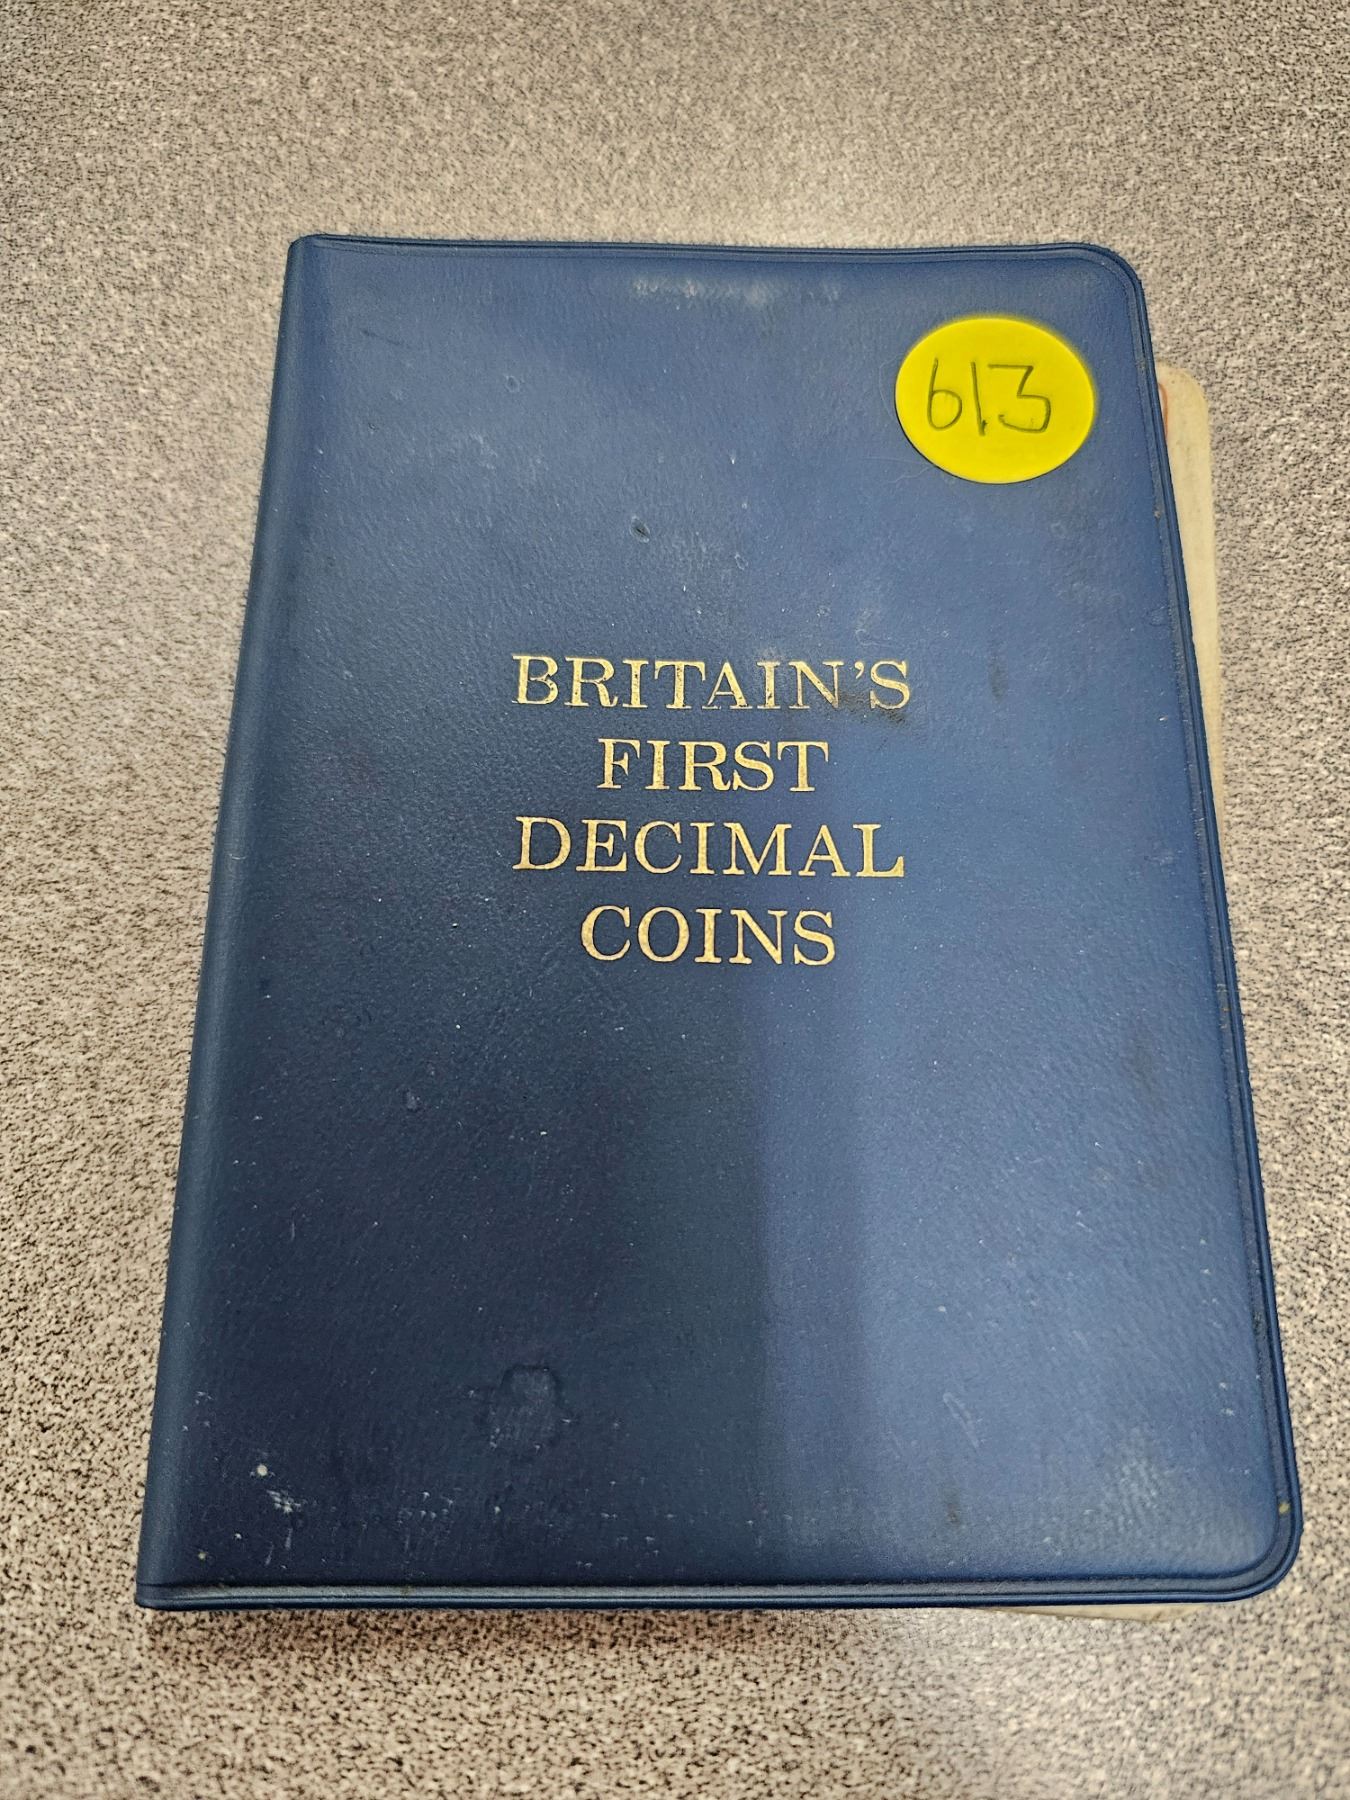 613
BRITAIN'S
FIRST
DECIMAL
COINS